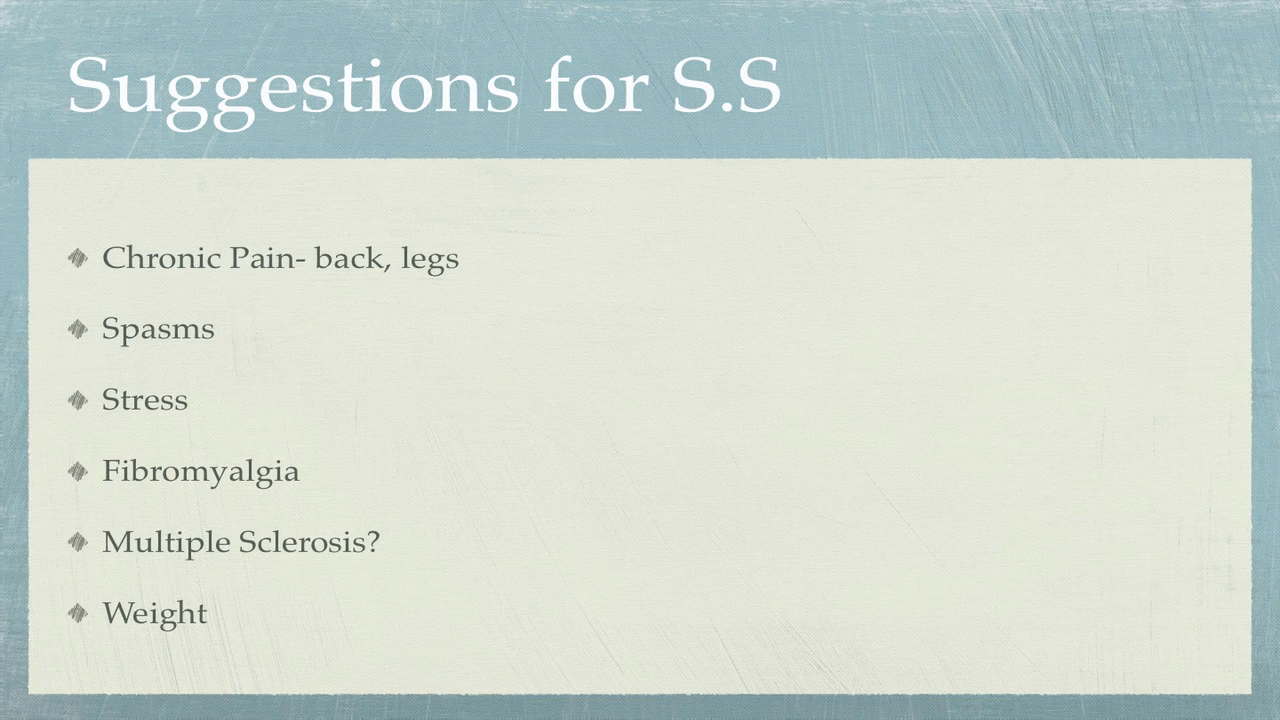 Suggestions for S.S
Chronic Pain- back, legs
Spasms
Stress
Fibromyalgia
Multiple Sclerosis?
Weight